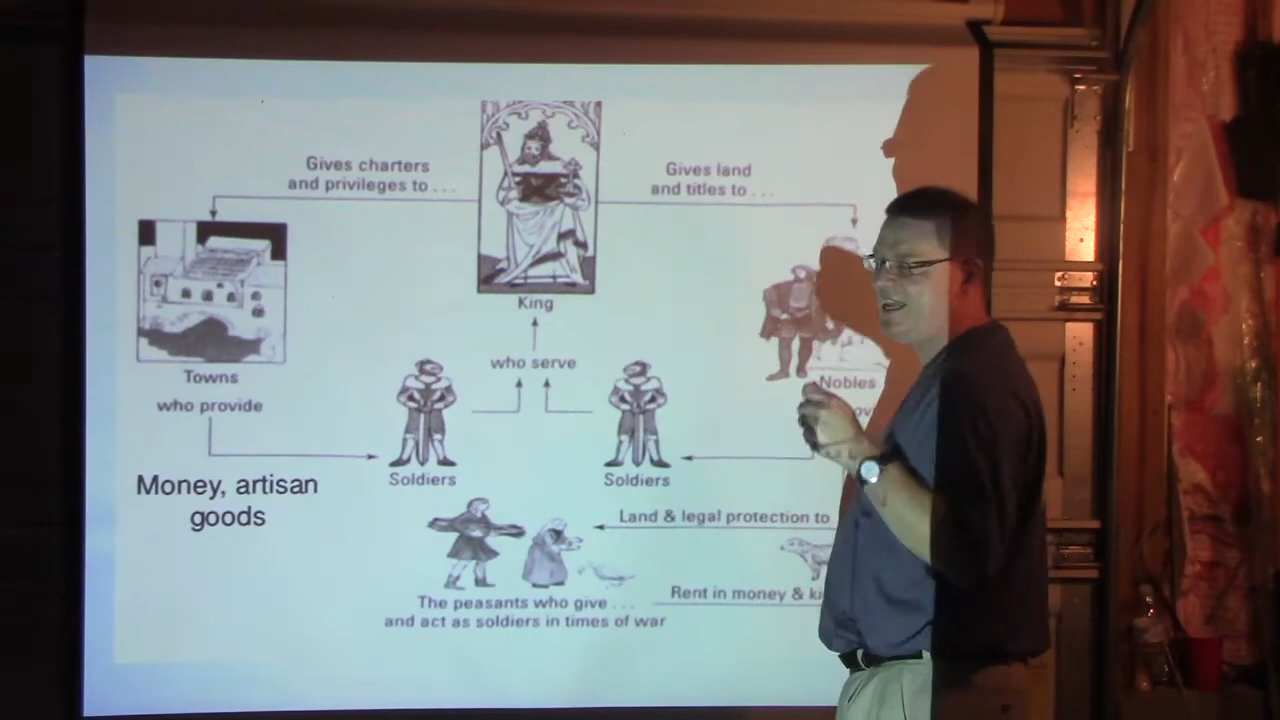 Gives charters
and privileges to . . .
Gives land
and titles to . . .
King
who serve
Towns
who provide
Nobles
Soldiers
Soldiers
Money, artisan
goods
Land & legal protection to
Rent in money &
The peasants who give . . .
and act as soldiers in times of war